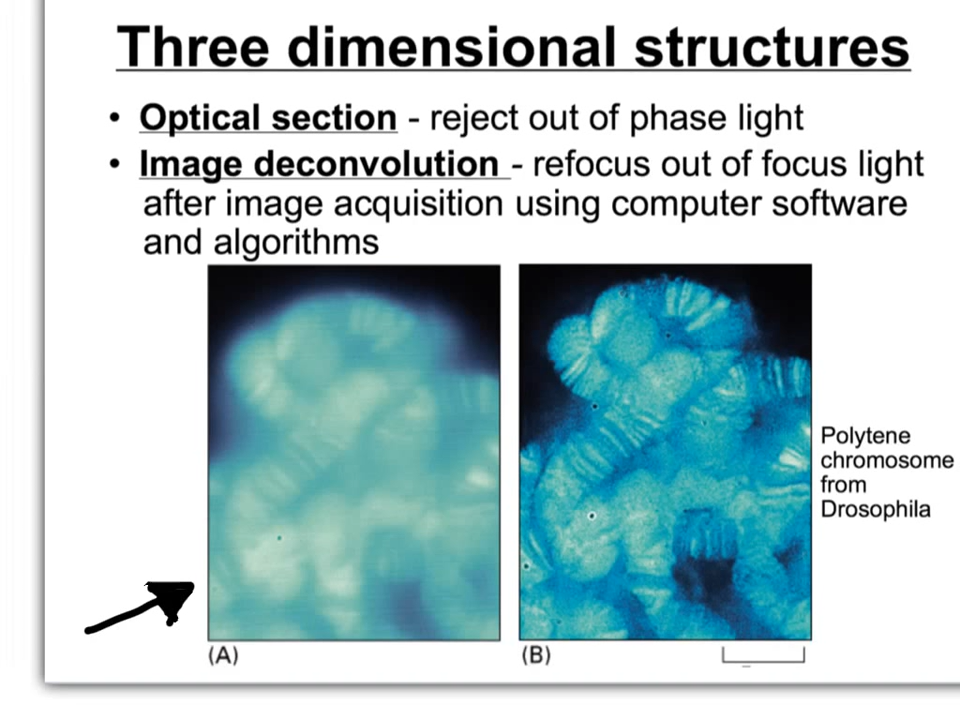 Three dimensional structures
• Optical section - reject out of phase light
• Image deconvolution - refocus out of focus light
after image acquisition using computer software
and algorithms
Polytene
chromosome
from
Drosophila
(A)
(B)